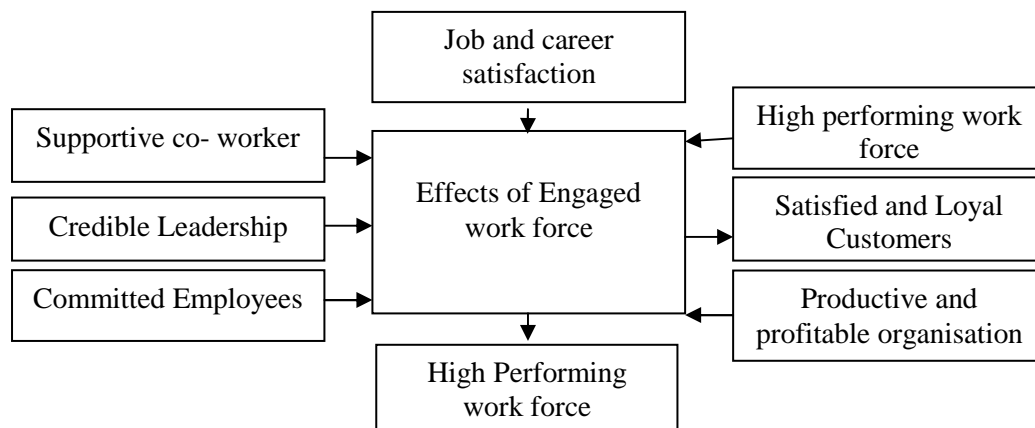 Job and career
satisfaction
Supportive co- worker
Credible Leadership
Committed Employees
Effects of Engaged
work force
High performing work
force
Satisfied and Loyal
Customers
Productive and
profitable organisation
High Performing
work force